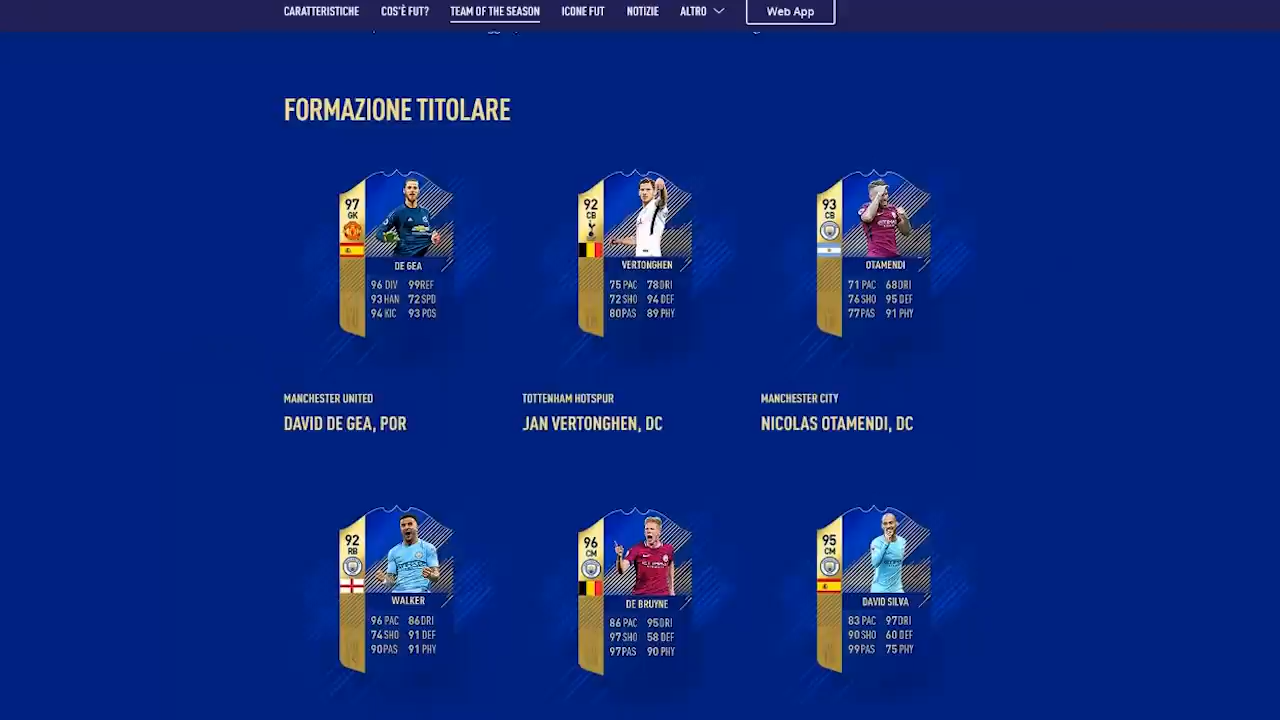 CARATTERISTICHE COS'È FUT? TEAM OF THE SEASON ICONE FUT NOTIZIE ALTRO Web App
FORMAZIONE TITOLARE
97
GK
DE GEA
96 DIV 99 REF
93 HAN 72 SPD
94 KIC 93 POS
MANCHESTER UNITED
DAVID DE GEA, POR
92
CB
VERTONGHEN
75 PAC 78 DRI
72 SHO 94 DEF
80 PAS 89 PHY
TOTTENHAM HOTSPUR
JAN VERTONGHEN, DC
93
CB
OTAMENDI
71 PAC 68 DRI
76 SHO 95 DEF
77 PAS 91 PHY
MANCHESTER CITY
NICOLAS OTAMENDI, DC
92
RB
WALKER
96 PAC 86 DRI
74 SHO 91 DEF
90 PAS 91 PHY
96
CM
DE BRUYNE
86 PAC 95 DRI
97 SHO 58 DEF
97 PAS 90 PHY
95
CM
DAVID SILVA
83 PAC 97 DRI
90 SHO 60 DEF
99 PAS 75 PHY